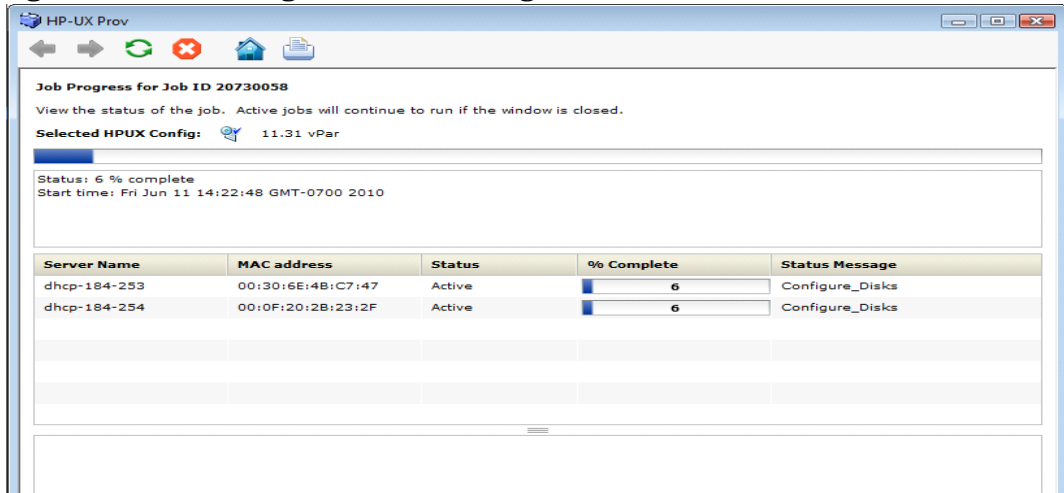 HP-UX Prov
Job Progress for Job ID 20730058
View the status of the job. Active jobs will continue to run if the window is closed.
Selected HPUX Config: 11.31 vPar
Status: 6 % complete
Start time: Fri Jun 11 14:22:48 GMT-0700 2010
Server Name MAC address Status % Complete Status Message
dhcp-184-253 00:30:6E:4B:C7:47 Active 6 Configure_Disks
dhcp-184-254 00:0F:20:2B:23:2F Active 6 Configure_Disks